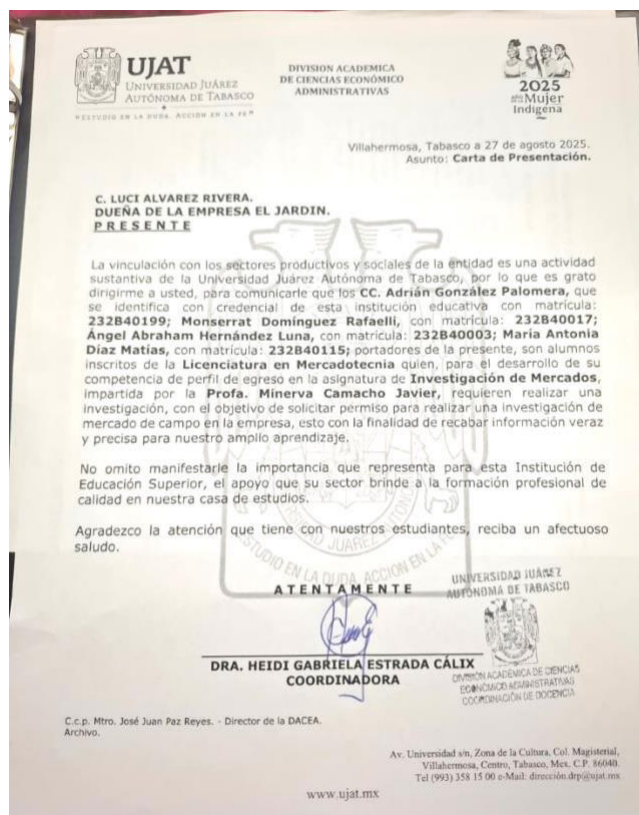 UJAT
UNIVERSIDAD JUÁREZ
AUTÓNOMA DE TABASCO
"ESTUDIO EN LA DUDA. ACCIÓN EN LA FE"
DIVISION ACADEMICA
DE CIENCIAS ECONÓMICO
ADMINISTRATIVAS
2025
Año de la
Mujer
Indígena
Villahermosa, Tabasco a 27 de agosto 2025.
Asunto: Carta de Presentación.
C. LUCI ALVAREZ RIVERA.
DUEÑA DE LA EMPRESA EL JARDIN.
P R E S E N T E
La vinculación con los sectores productivos y sociales de la entidad es una actividad
sustantiva de la Universidad Juárez Autónoma de Tabasco, por lo que es grato
dirigirme a usted, para comunicarle que los CC. Adrián González Palomera, que
se identifica con credencial de esta institución educativa con matrícula:
232B40199; Monserrat Domínguez Rafaelli, con matrícula: 232B40017;
Ángel Abraham Hernández Luna, con matrícula: 232B40003; Maria Antonia
Díaz Matías, con matrícula: 232B40115; portadores de la presente, son alumnos
inscritos de la Licenciatura en Mercadotecnia quien, para el desarrollo de su
competencia de perfil de egreso en la asignatura de Investigación de Mercados,
impartida por la Profa. Minerva Camacho Javier, requieren realizar una
investigación, con el objetivo de solicitar permiso para realizar una investigación de
mercado de campo en la empresa, esto con la finalidad de recabar información veraz
y precisa para nuestro amplio aprendizaje.
No omito manifestarle la importancia que representa para esta Institución de
Educación Superior, el apoyo que su sector brinde a la formación profesional de
calidad en nuestra casa de estudios.
Agradezco la atención que tiene con nuestros estudiantes, reciba un afectuoso
saludo.
ESTUDIO EN LA DUDA. ACCION EN LA FE
A T E N T A M E N T E
UNIVERSIDAD JUÁREZ
AUTÓNOMA DE TABASCO
DRA. HEIDI GABRIELA ESTRADA CÁLIX
COORDINADORA
DIVISIÓN ACADÉMICA DE CIENCIAS
ECONÓMICO ADMINISTRATIVAS
COORDINACIÓN DE DOCENCIA
C.c.p. Mtro. José Juan Paz Reyes. - Director de la DACEA.
Archivo.
Av. Universidad s/n, Zona de la Cultura, Col. Magisterial,
Villahermosa, Centro, Tabasco, Mex. C.P. 86040.
Tel (993) 358 15 00 e-Mail: dirección.drp@ujat.mx
www.ujat.mx